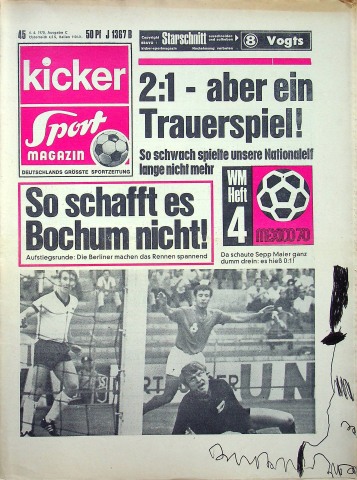 45
50 Pf J 1367 D
Starschnitt
8 Vogts
kicker
Sport
MAGAZIN
DEUTSCHLANDS GRÖSSTE SPORTZEITUNG
2:1 - aber ein
Trauerspiel!
So schwach spielte unsere Nationalelf
lange nicht mehr
WM
Heft
4
MEXICO 70
So schafft es
Bochum nicht!
Aufstiegsrunde: Die Berliner machen das Rennen spannend
Da schaute Sepp Maier ganz
dumm drein: es hieß 0:1!